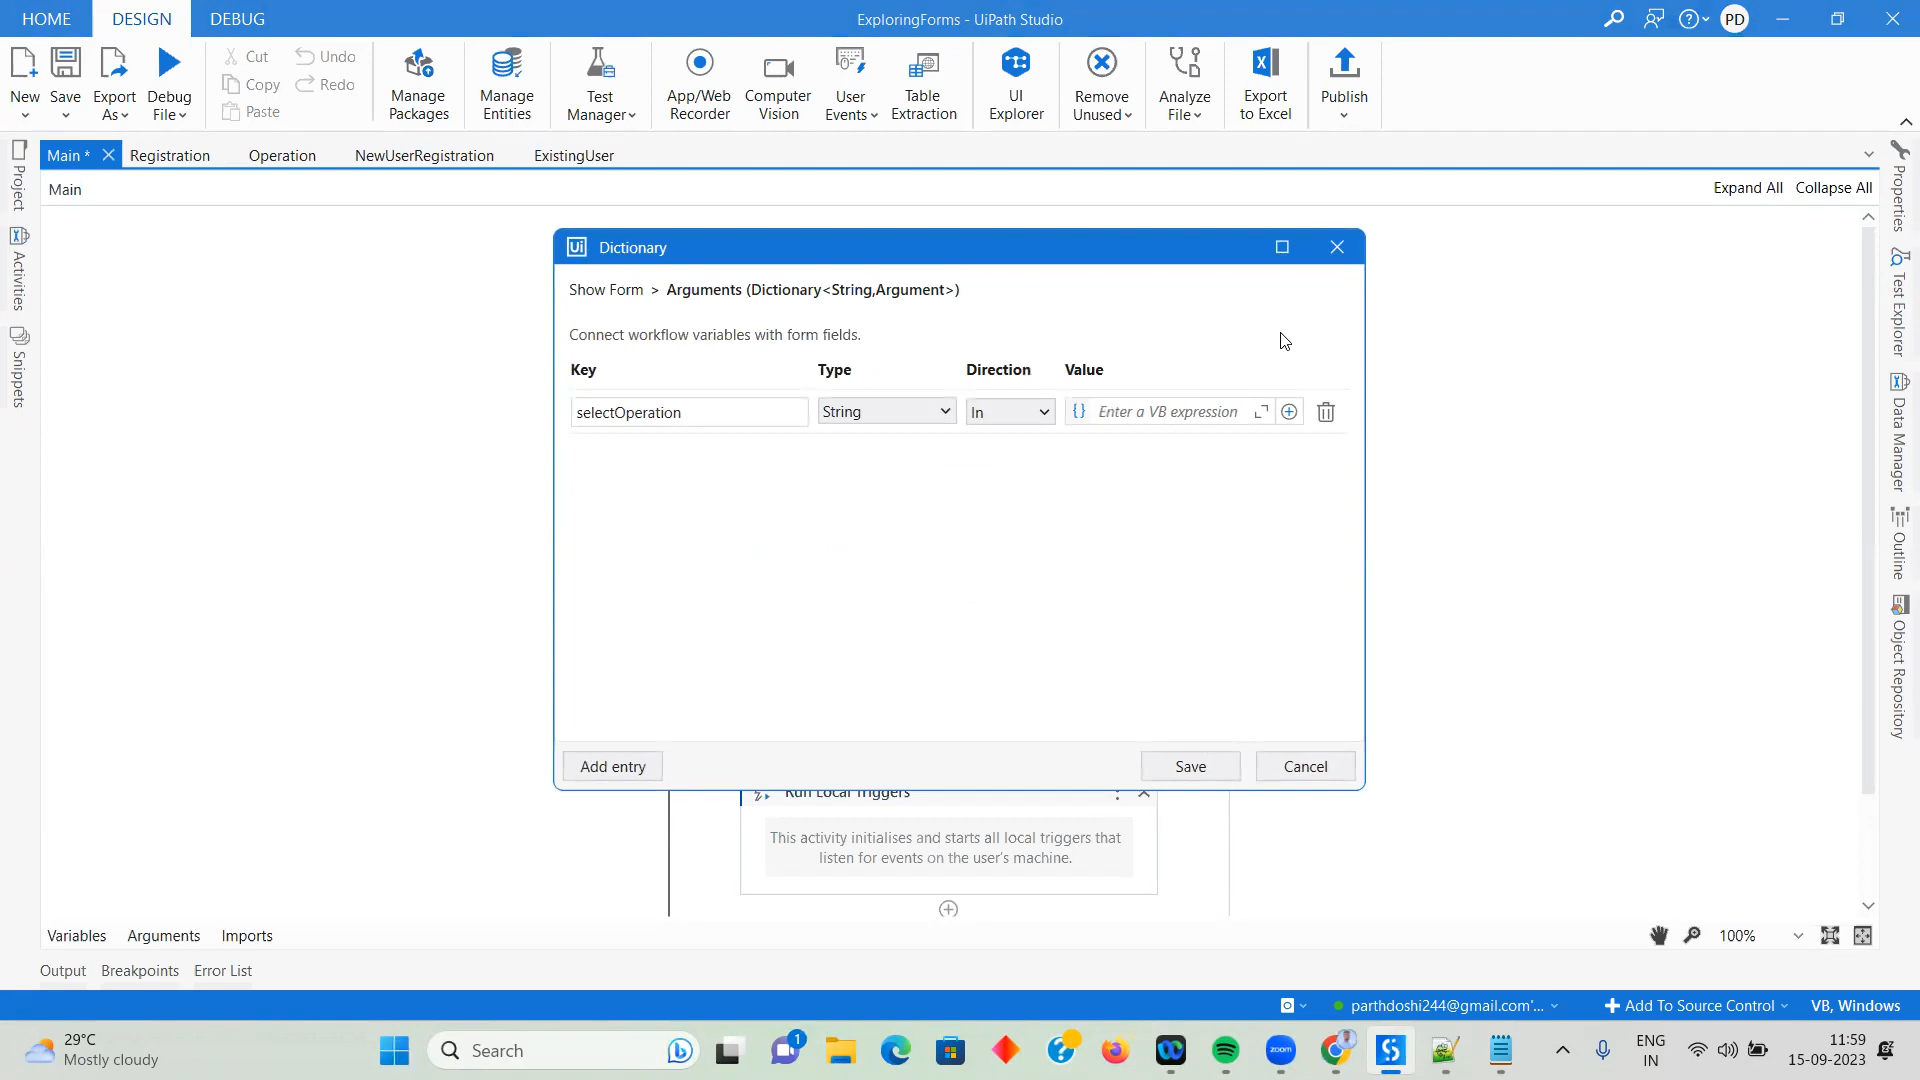 HOME DESIGN DEBUG
ExploringForms - UiPath Studio
PD
New
Save
Export As
Debug File
Cut
Copy
Paste
Undo
Redo
Manage Packages
Manage Entities
Test Manager
App/Web Recorder
Computer Vision
User Events
Table Extraction
UI Explorer
Remove Unused
Analyze File
Export to Excel
Publish
Main * Registration Operation NewUserRegistration ExistingUser
Main
Expand All Collapse All
Project
Activities
Snippets
Properties
Test Explorer
Data Manager
Outline
Object Repository
Ui Dictionary
Show Form > Arguments (Dictionary<String,Argument>)
Connect workflow variables with form fields.
Key Type Direction Value
selectOperation String In {} Enter a VB expression
Add entry Save Cancel
Run Local Triggers
This activity initialises and starts all local triggers that
listen for events on the user's machine.
Variables Arguments Imports
100%
Output Breakpoints Error List
parthdoshi244@gmail.com'... Add To Source Control VB, Windows
29°C
Mostly cloudy
Search
1
zoom
ENG
IN
11:59
15-09-2023